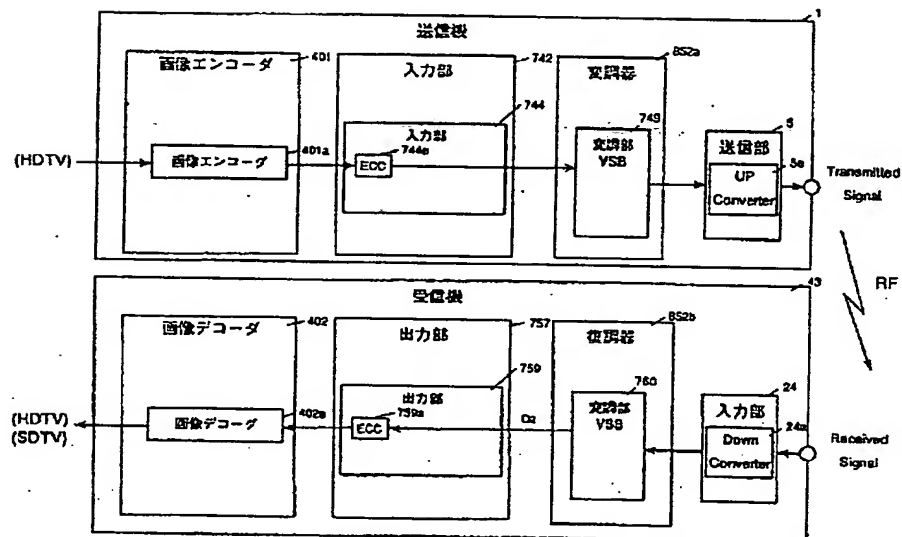 1
送信機
画像エンコーダ
401
入力部
742
変調器
852a
入力部
744
変調部
VSB
749
送信部
5
(HDTV)
画像エンコーダ
401a
ECC
744a
UP
Converter
5a
Transmitted
Signal
RF
43
受信機
画像デコーダ
402
出力部
757
復調器
852b
出力部
759
変調部
VSB
760
入力部
24
(HDTV)
(SDTV)
画像デコーダ
402a
ECC
759a
Down
Converter
24a
Received
Signal